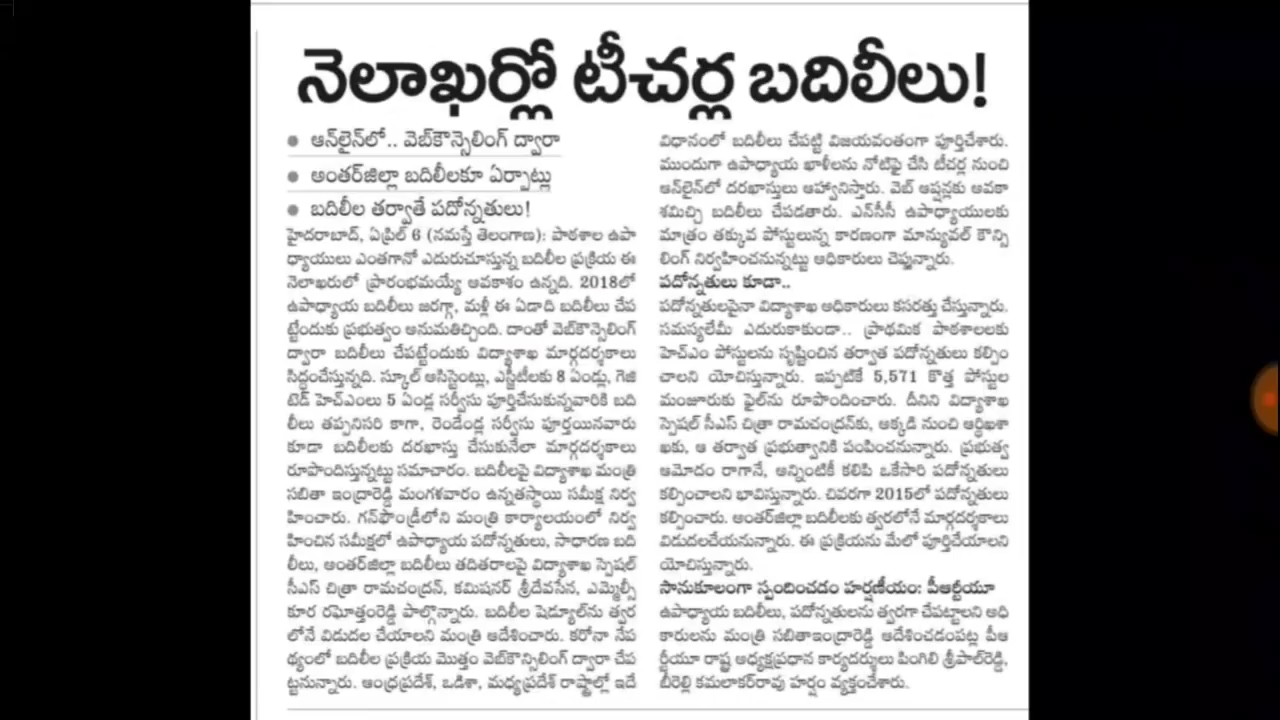 నెలాఖర్లో టీచర్ల బదిలీలు!
● ఆన్‌లైన్‌లో.. వెబ్‌కౌన్సెలింగ్ ద్వారా
● అంతర్‌జిల్లా బదిలీలకూ ఏర్పాట్లు
● బదిలీల తర్వాతే పదోన్నతులు!
హైదరాబాద్, ఏప్రిల్ 6 (నమస్తే తెలంగాణ): పాఠశాల ఉపా
ధ్యాయులు ఎంతగానో ఎదురుచూస్తున్న బదిలీల ప్రక్రియ ఈ
నెలాఖరులో ప్రారంభమయ్యే అవకాశం ఉన్నది. 2018లో
ఉపాధ్యాయ బదిలీలు జరగ్గా, మళ్లీ ఈ ఏడాది బదిలీలు చేప
ట్టేందుకు ప్రభుత్వం అనుమతిచ్చింది. దాంతో వెబ్‌కౌన్సెలింగ్
ద్వారా బదిలీలు చేపట్టేందుకు విద్యాశాఖ మార్గదర్శకాలు
సిద్ధంచేస్తున్నది. స్కూల్ అసిస్టెంట్లు, ఎస్జీటీలకు 8 ఏండ్లు, గెజి
టెడ్ హెచ్‌ఎంలు 5 ఏండ్ల సర్వీసు పూర్తిచేసుకున్నవారికి బది
లీలు తప్పనిసరి కాగా, రెండేండ్ల సర్వీసు పూర్తయినవారు
కూడా బదిలీలకు దరఖాస్తు చేసుకునేలా మార్గదర్శకాలు
రూపొందిస్తున్నట్టు సమాచారం. బదిలీలపై విద్యాశాఖ మంత్రి
సబితా ఇంద్రారెడ్డి మంగళవారం ఉన్నతస్థాయి సమీక్ష నిర్వ
హించారు. గన్‌ఫౌండ్రీలోని మంత్రి కార్యాలయంలో నిర్వ
హించిన సమీక్షలో ఉపాధ్యాయ పదోన్నతులు, సాధారణ బది
లీలు, అంతర్‌జిల్లా బదిలీలు తదితరాలపై విద్యాశాఖ స్పెషల్
సీఎస్ చిత్రా రామచంద్రన్, కమిషనర్ శ్రీదేవసేన, ఎమ్మెల్సీ
కూర రఘోత్తంరెడ్డి పాల్గొన్నారు. బదిలీల షెడ్యూల్‌ను త్వర
లోనే విడుదల చేయాలని మంత్రి ఆదేశించారు. కరోనా నేప
థ్యంలో బదిలీల ప్రక్రియ మొత్తం వెబ్‌కౌన్సిలింగ్ ద్వారా చేప
ట్టనున్నారు. ఆంధ్రప్రదేశ్, ఒడిశా, మధ్యప్రదేశ్ రాష్ట్రాల్లో ఇదే
విధానంలో బదిలీలు చేపట్టి విజయవంతంగా పూర్తిచేశారు.
ముందుగా ఉపాధ్యాయ ఖాళీలను నోటిఫై చేసి టీచర్ల నుంచి
ఆన్‌లైన్‌లో దరఖాస్తులు ఆహ్వానిస్తారు. వెబ్ ఆప్షన్లకు అవకా
శమిచ్చి బదిలీలు చేపడతారు. ఎన్‌సీసీ ఉపాధ్యాయులకు
మాత్రం తక్కువ పోస్టులున్న కారణంగా మాన్యువల్ కౌన్సి
లింగ్ నిర్వహించనున్నట్టు అధికారులు చెప్తున్నారు.
పదోన్నతులు కూడా..
పదోన్నతులపైనా విద్యాశాఖ అధికారులు కసరత్తు చేస్తున్నారు.
సమస్యలేమీ ఎదురుకాకుండా.. ప్రాథమిక పాఠశాలలకు
హెచ్‌ఎం పోస్టులను సృష్టించిన తర్వాత పదోన్నతులు కల్పిం
చాలని యోచిస్తున్నారు. ఇప్పటికే 5,571 కొత్త పోస్టుల
మంజూరుకు ఫైల్‌ను రూపొందించారు. దీనిని విద్యాశాఖ
స్పెషల్ సీఎస్ చిత్రా రామచంద్రన్‌కు, అక్కడి నుంచి ఆర్థికశా
ఖకు, ఆ తర్వాత ప్రభుత్వానికి పంపించనున్నారు. ప్రభుత్వ
ఆమోదం రాగానే, అన్నింటికీ కలిపి ఒకేసారి పదోన్నతులు
కల్పించాలని భావిస్తున్నారు. చివరగా 2015లో పదోన్నతులు
కల్పించారు. అంతర్‌జిల్లా బదిలీలకు త్వరలోనే మార్గదర్శకాలు
విడుదలచేయనున్నారు. ఈ ప్రక్రియను మేలో పూర్తిచేయాలని
యోచిస్తున్నారు.
సానుకూలంగా స్పందించడం హర్షణీయం: పీఆర్టీయూ
ఉపాధ్యాయ బదిలీలు, పదోన్నతులను త్వరగా చేపట్టాలని అధి
కారులను మంత్రి సబితాఇంద్రారెడ్డి ఆదేశించడంపట్ల పీఆ
ర్టీయూ రాష్ట్ర అధ్యక్షప్రధాన కార్యదర్శులు పింగిలి శ్రీపాల్‌రెడ్డి,
బీరెల్లి కమలాకర్‌రావు హర్షం వ్యక్తంచేశారు.